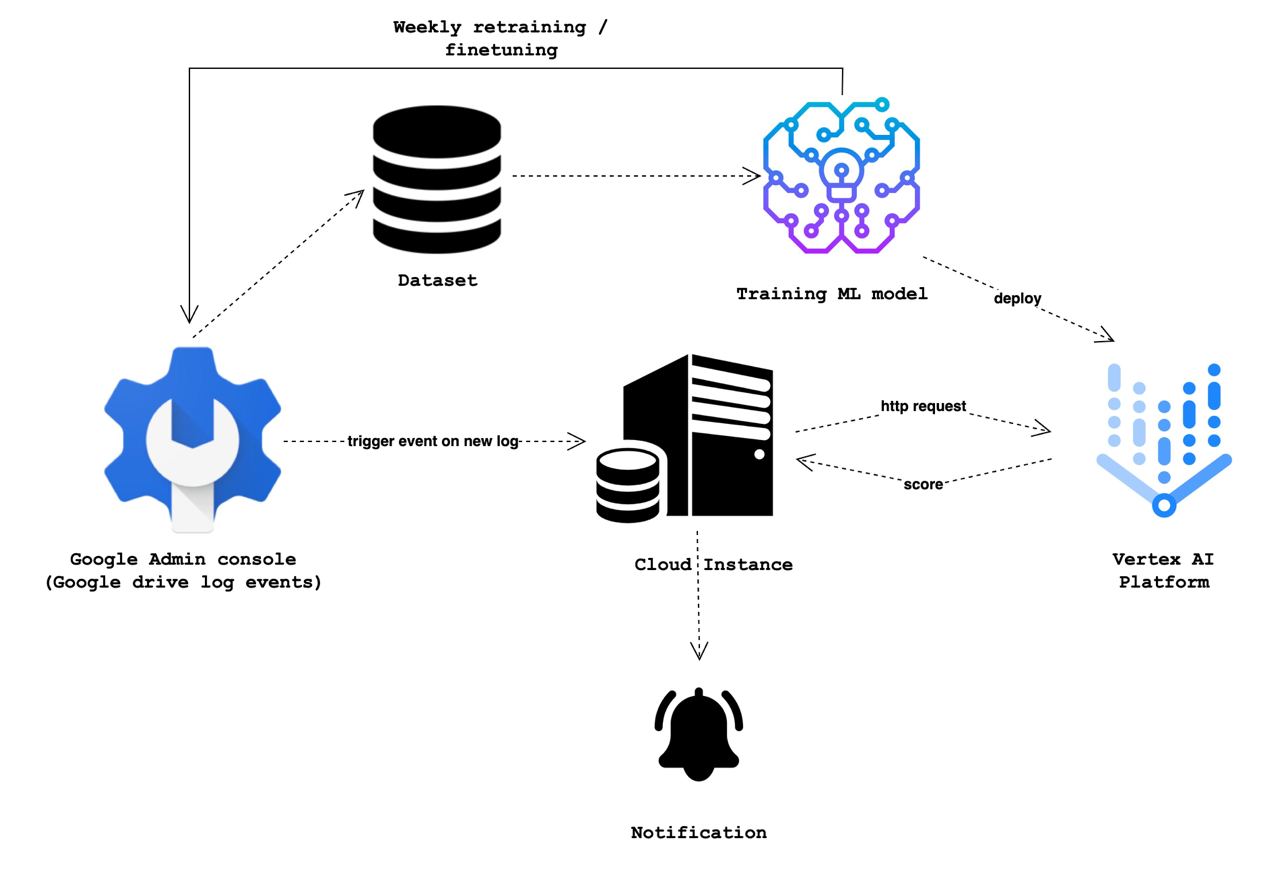 Weekly retraining /
finetuning
Dataset
Training ML model
deploy
http request
trigger event on new log
score
Google Admin console
(Google drive log events)
Cloud Instance
Vertex AI
Platform
Notification